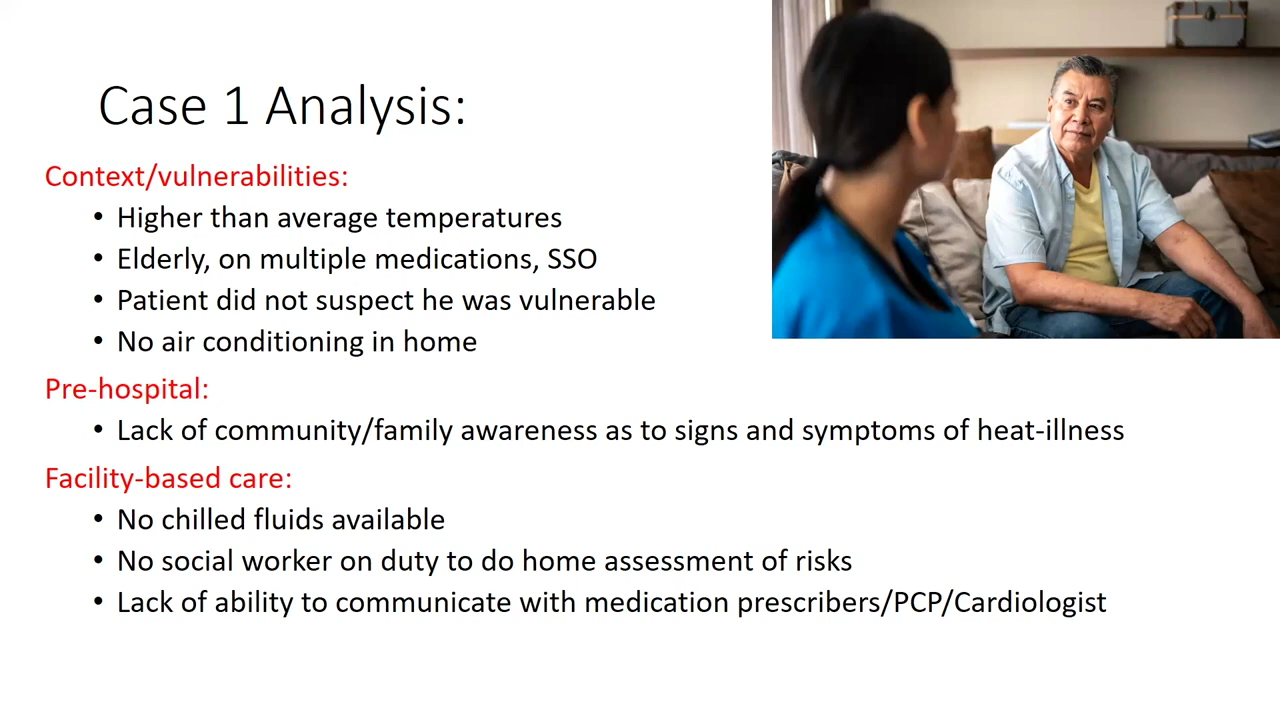 Case 1 Analysis:
Context/vulnerabilities:
• Higher than average temperatures
• Elderly, on multiple medications, SSO
• Patient did not suspect he was vulnerable
• No air conditioning in home
Pre-hospital:
• Lack of community/family awareness as to signs and symptoms of heat-illness
Facility-based care:
• No chilled fluids available
• No social worker on duty to do home assessment of risks
• Lack of ability to communicate with medication prescribers/PCP/Cardiologist